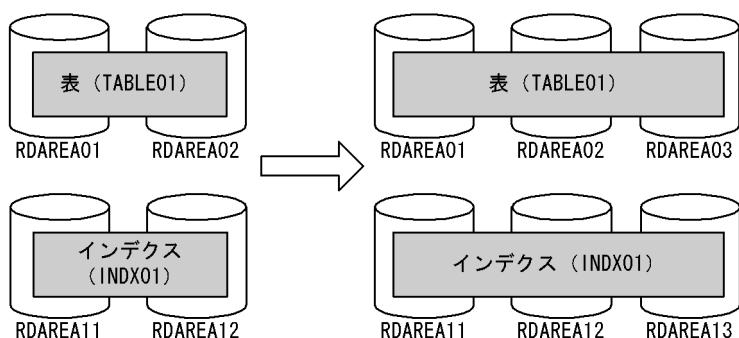 表（TABLE01）
RDAREA01 RDAREA02
インデクス
（INDX01）
RDAREA11 RDAREA12
表（TABLE01）
RDAREA01 RDAREA02 RDAREA03
インデクス（INDX01）
RDAREA11 RDAREA12 RDAREA13